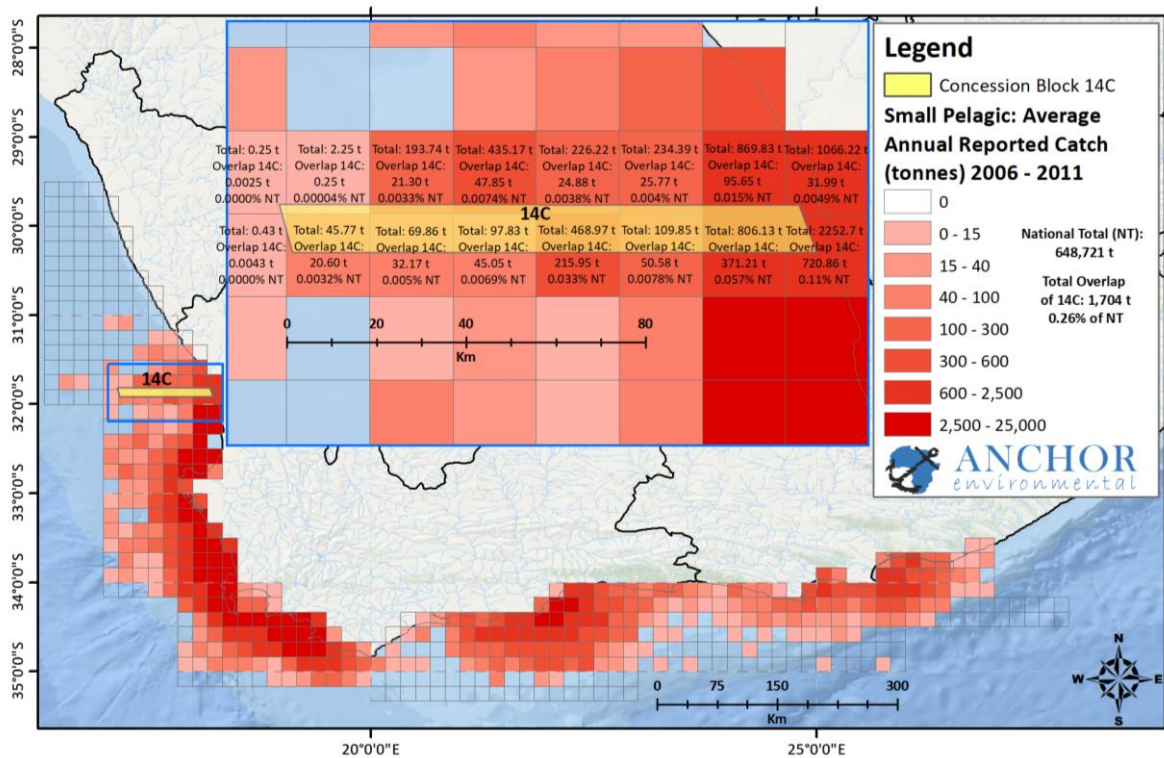 28°0'0"S
29°0'0"S
30°0'0"S
31°0'0"S
32°0'0"S
33°0'0"S
34°0'0"S
35°0'0"S
20°0'0"E
25°0'0"E
Total: 0.25 t
Overlap 14C:
0.0025 t
0.0000% NT
Total: 2.25 t
Overlap 14C:
0.25 t
0.00004% NT
Total: 193.74 t
Overlap 14C:
21.30 t
0.0033% NT
Total: 435.17 t
Overlap 14C:
47.85 t
0.0074% NT
Total: 226.22 t
Overlap 14C:
24.88 t
0.0038% NT
Total: 234.39 t
Overlap 14C:
25.77 t
0.004% NT
Total: 869.83 t
Overlap 14C:
95.65 t
0.015% NT
Total: 1066.22 t
Overlap 14C:
31.99 t
0.0049% NT
14C
Total: 0.43 t
Overlap 14C:
0.0043 t
0.0000% NT
Total: 45.77 t
Overlap 14C:
20.60 t
0.0032% NT
Total: 69.86 t
Overlap 14C:
32.17 t
0.005% NT
Total: 97.83 t
Overlap 14C:
45.05 t
0.0069% NT
Total: 468.97 t
Overlap 14C:
215.95 t
0.033% NT
Total: 109.85 t
Overlap 14C:
50.58 t
0.0078% NT
Total: 806.13 t
Overlap 14C:
371.21 t
0.057% NT
Total: 2252.7 t
Overlap 14C:
720.86 t
0.11% NT
0 20 40 80
Km
14C
Legend
Concession Block 14C
Small Pelagic: Average
Annual Reported Catch
(tonnes) 2006 - 2011
0
0 - 15
15 - 40
40 - 100
100 - 300
300 - 600
600 - 2,500
2,500 - 25,000
National Total (NT):
648,721 t
Total Overlap
of 14C: 1,704 t
0.26% of NT
ANCHOR
environmental
0 75 150 300
Km
N
W E
S